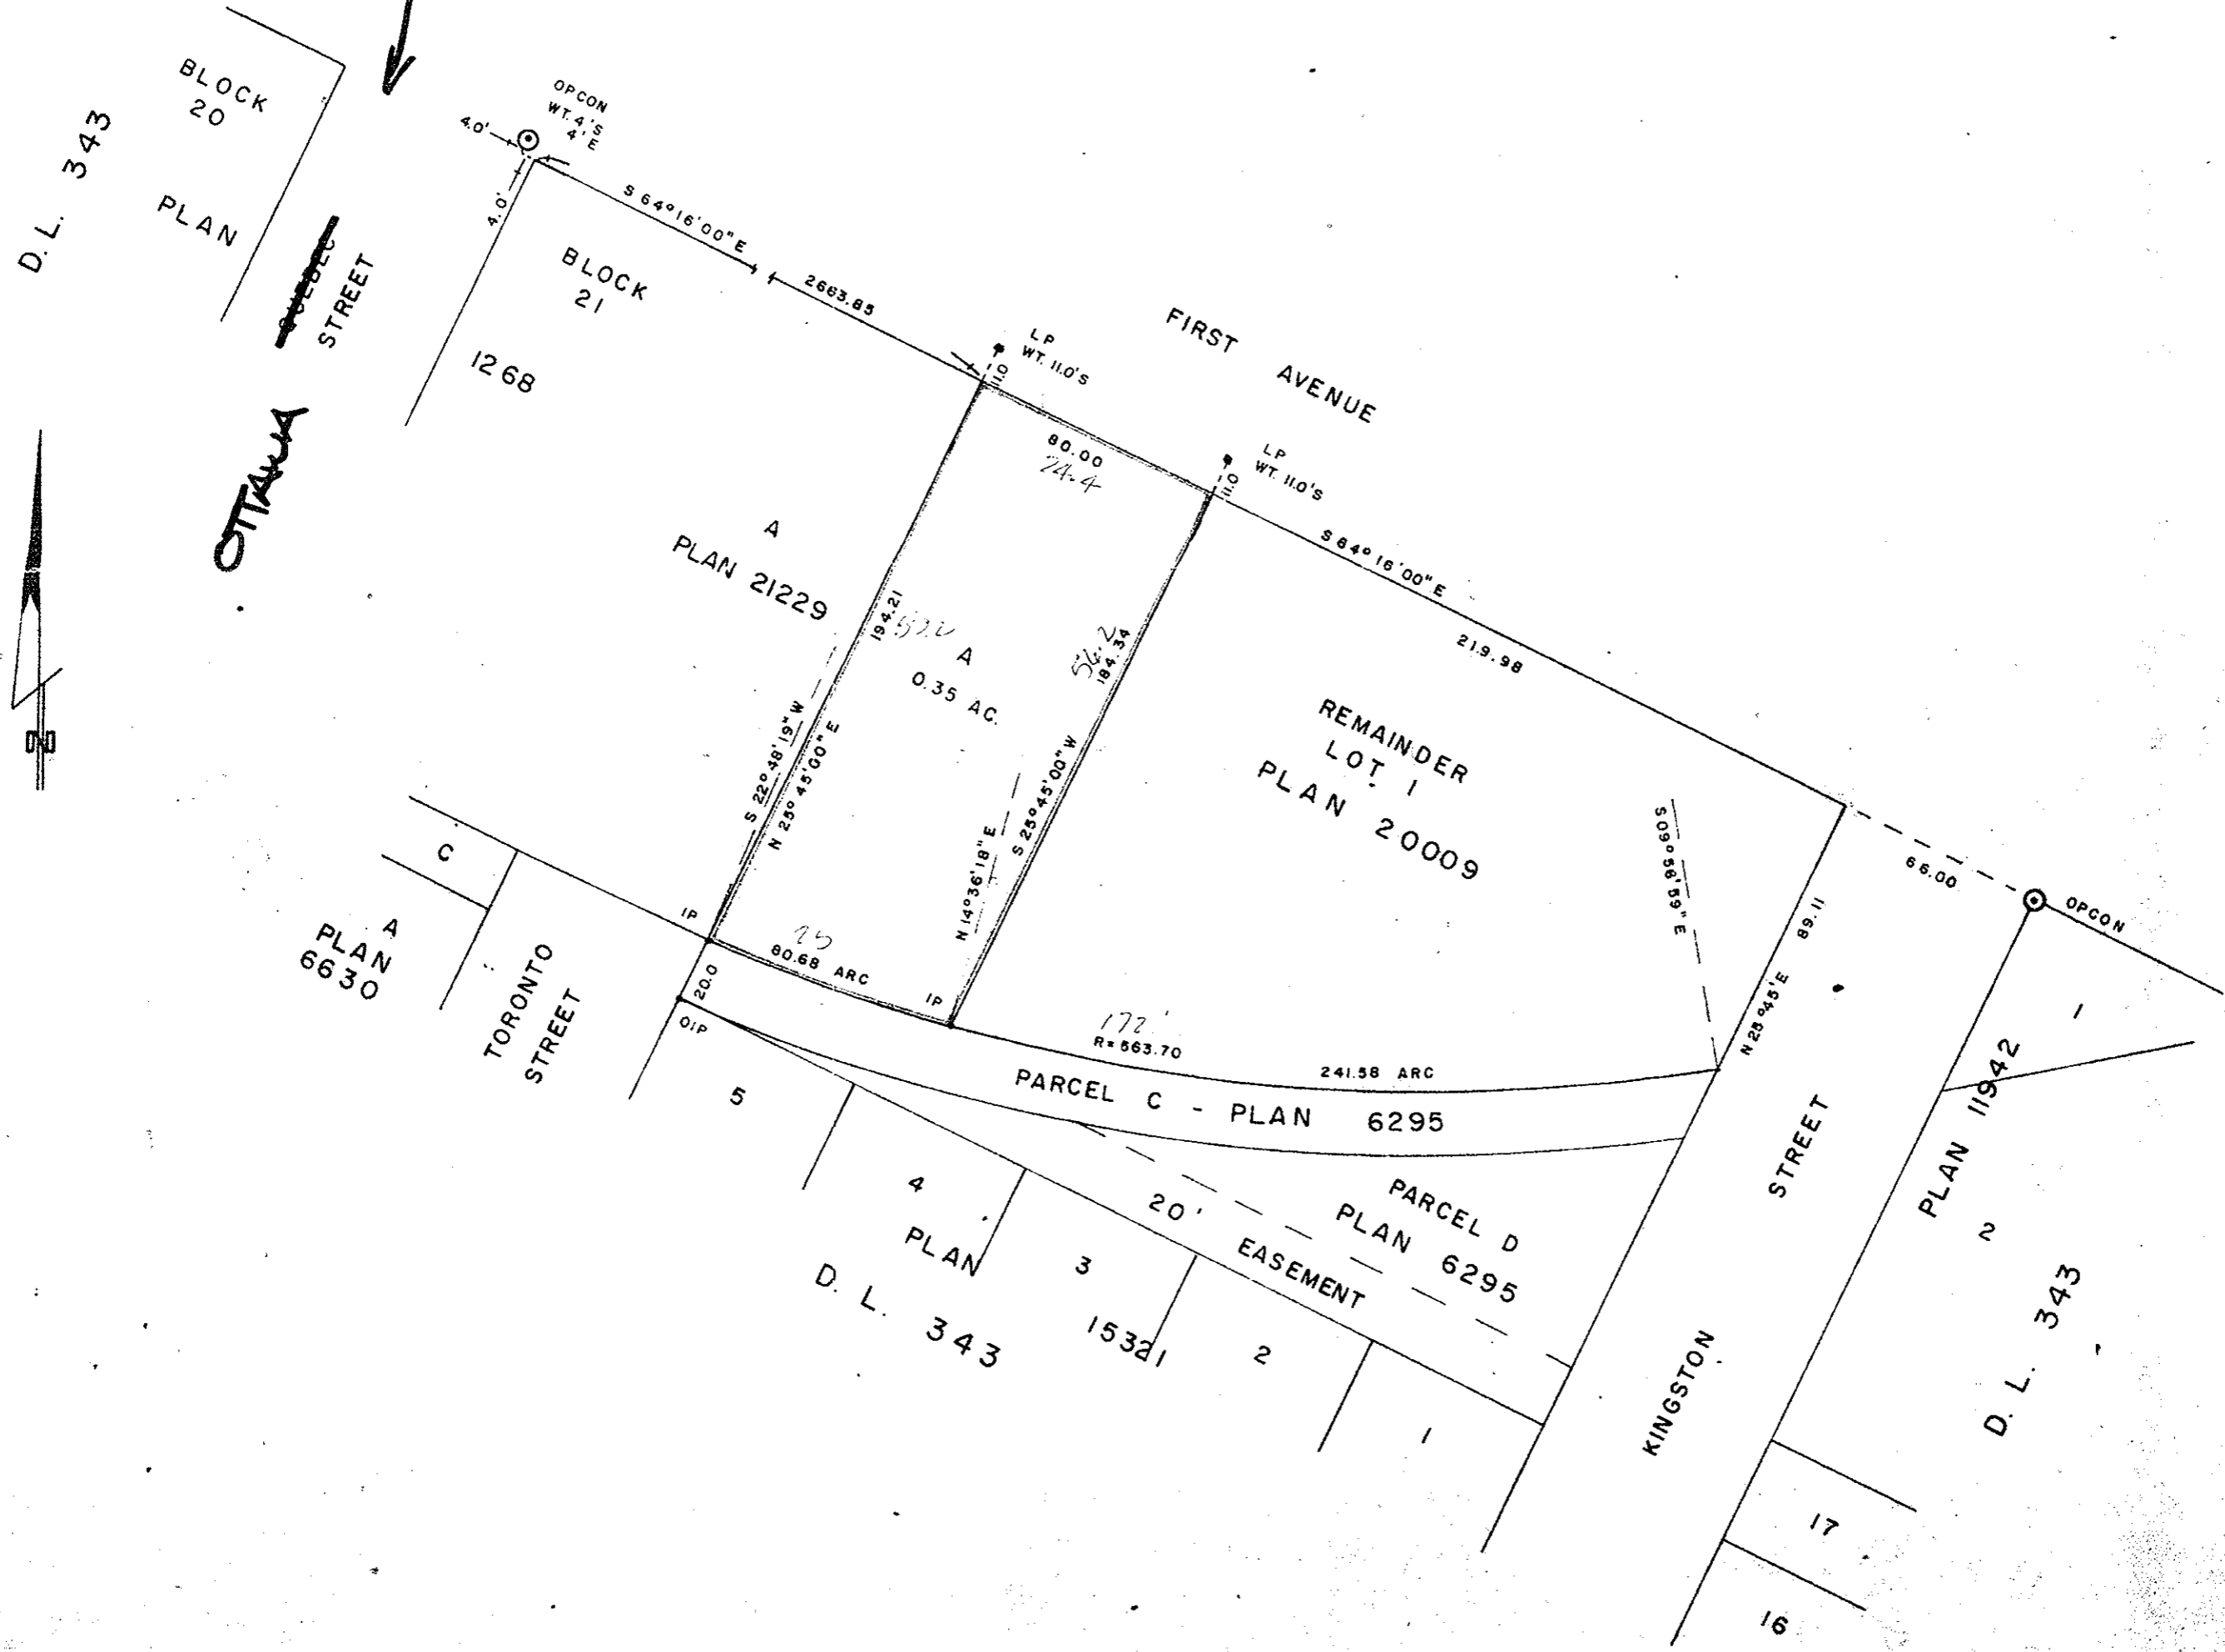 BLOCK
20
PLAN
D.L. 343
STREET
OTTAWA
4.0'
OPCON
WT. 4'S
4'E
4.0'
S 64°16'00"E
2663.85
BLOCK
21
1268
LP
WT. 11.0'S
11.0
FIRST AVENUE
80.00
24.4
LP
WT. 11.0'S
11.0
S 64°16'00"E
219.98
A
PLAN 21229
194.21
A
0.35 AC.
56.2
184.34
S 22°48'19"W
N 25°45'00"E
N 14°36'18"E
S 25°45'00"W
REMAINDER
LOT 1
PLAN 20009
S09°56'59"E
89.11
N 25°45'E
66.00
OPCON
C
A
PLAN
6630
TORONTO
STREET
IP
25
80.68 ARC
IP
20.0
OIP
172'
R=563.70
241.58 ARC
PARCEL C - PLAN 6295
PARCEL D
PLAN 6295
20' EASEMENT
5
4
3
2
1
PLAN
15321
D. L. 343
KINGSTON STREET
1
PLAN 11942
2
D. L. 343
17
16